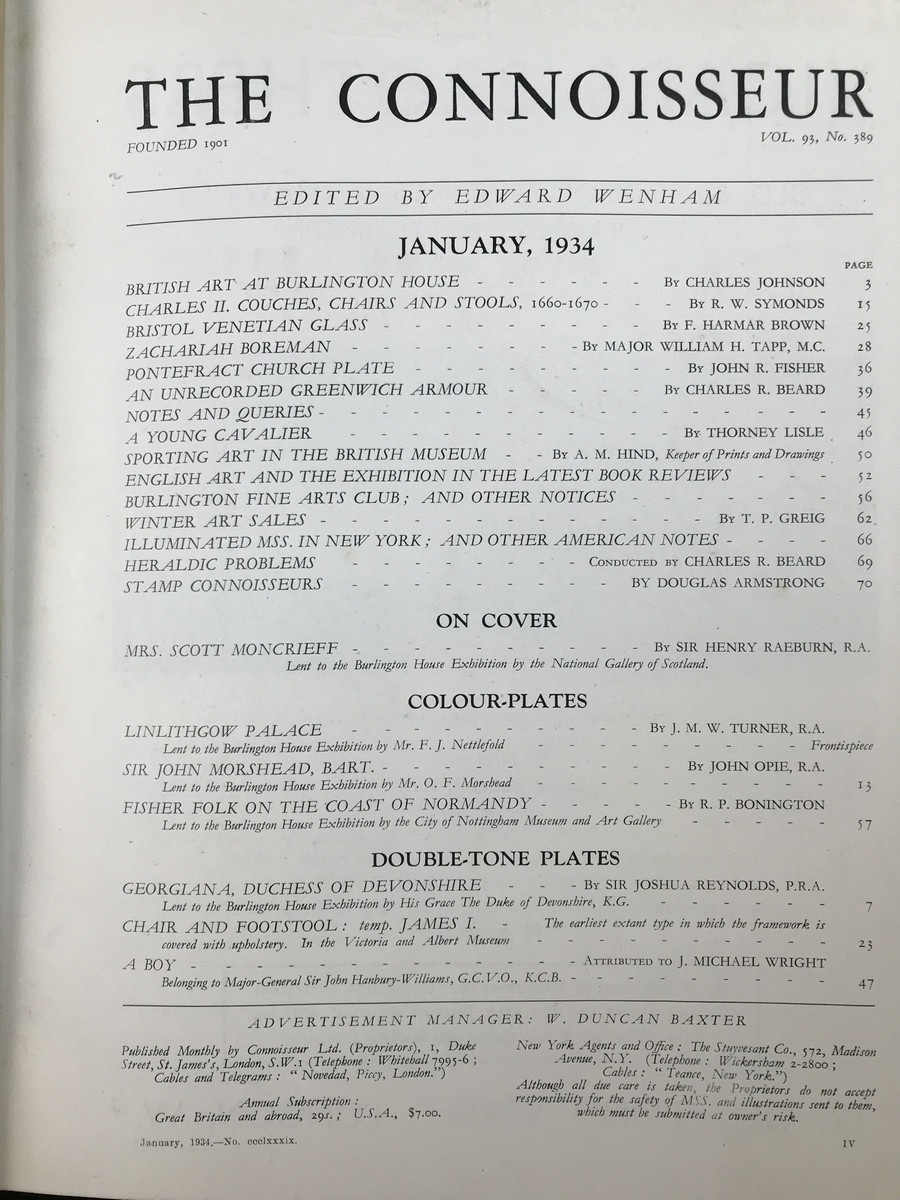 THE CONNOISSEUR
FOUNDED 1901 VOL. 93, No. 389
EDITED BY EDWARD WENHAM
JANUARY, 1934
PAGE
BRITISH ART AT BURLINGTON HOUSE - - - - - - By CHARLES JOHNSON 3
CHARLES II. COUCHES, CHAIRS AND STOOLS, 1660-1670 - - - By R. W. SYMONDS 15
BRISTOL VENETIAN GLASS - - - - - - - - - By F. HARMAR BROWN 25
ZACHARIAH BOREMAN - - - - - - - - By MAJOR WILLIAM H. TAPP, M.C. 28
PONTEFRACT CHURCH PLATE - - - - - - - - - By JOHN R. FISHER 36
AN UNRECORDED GREENWICH ARMOUR - - - - - By CHARLES R. BEARD 39
NOTES AND QUERIES - - - - - - - - - - - - - - - - - 45
A YOUNG CAVALIER - - - - - - - - - - - By THORNEY LISLE 46
SPORTING ART IN THE BRITISH MUSEUM - - By A. M. HIND, Keeper of Prints and Drawings 50
ENGLISH ART AND THE EXHIBITION IN THE LATEST BOOK REVIEWS - - - 52
BURLINGTON FINE ARTS CLUB; AND OTHER NOTICES - - - - - - - 56
WINTER ART SALES - - - - - - - - - - - - - By T. P. GREIG 62
ILLUMINATED MSS. IN NEW YORK; AND OTHER AMERICAN NOTES - - - - 66
HERALDIC PROBLEMS - - - - - - - - CONDUCTED BY CHARLES R. BEARD 69
STAMP CONNOISSEURS - - - - - - - - - BY DOUGLAS ARMSTRONG 70
ON COVER
MRS. SCOTT MONCRIEFF - - - - - - - - - - By SIR HENRY RAEBURN, R.A.
Lent to the Burlington House Exhibition by the National Gallery of Scotland.
COLOUR-PLATES
LINLITHGOW PALACE - - - - - - - - - - By J. M. W. TURNER, R.A.
Lent to the Burlington House Exhibition by Mr. F. J. Nettlefold - - - - - - - - - Frontispiece
SIR JOHN MORSHEAD, BART. - - - - - - - - - - By JOHN OPIE, R.A.
Lent to the Burlington House Exhibition by Mr. O. F. Morshead - - - - - - - - 13
FISHER FOLK ON THE COAST OF NORMANDY - - - - - By R. P. BONINGTON
Lent to the Burlington House Exhibition by the City of Nottingham Museum and Art Gallery - - - - - 57
DOUBLE-TONE PLATES
GEORGIANA, DUCHESS OF DEVONSHIRE - - - By SIR JOSHUA REYNOLDS, P.R.A.
Lent to the Burlington House Exhibition by His Grace The Duke of Devonshire, K.G. - - - - - - 7
CHAIR AND FOOTSTOOL : temp. JAMES I. - The earliest extant type in which the framework is
covered with upholstery. In the Victoria and Albert Museum - - - - - - - - 23
A BOY - - - - - - - - - - - - - ATTRIBUTED TO J. MICHAEL WRIGHT
Belonging to Major-General Sir John Hanbury-Williams, G.C.V.O., K.C.B. - - - - - - - - 47
ADVERTISEMENT MANAGER: W. DUNCAN BAXTER
Published Monthly by Connoisseur Ltd. (Proprietors), 1, Duke
Street, St. James's, London, S.W.1 (Telephone : Whitehall 7995-6 ;
Cables and Telegrams : " Novedad, Piccy, London.")
Annual Subscription :
Great Britain and abroad, 29s. ; U.S.A., $7.00.
New York Agents and Office : The Stuyvesant Co., 572, Madison
Avenue, N.Y. (Telephone : Wickersham 2-2800 ;
Cables : " Teance, New York.")
Although all due care is taken, the Proprietors do not accept
responsibility for the safety of MSS. and illustrations sent to them,
which must be submitted at owner's risk.
January, 1934.—No. ccclxxxix. IV